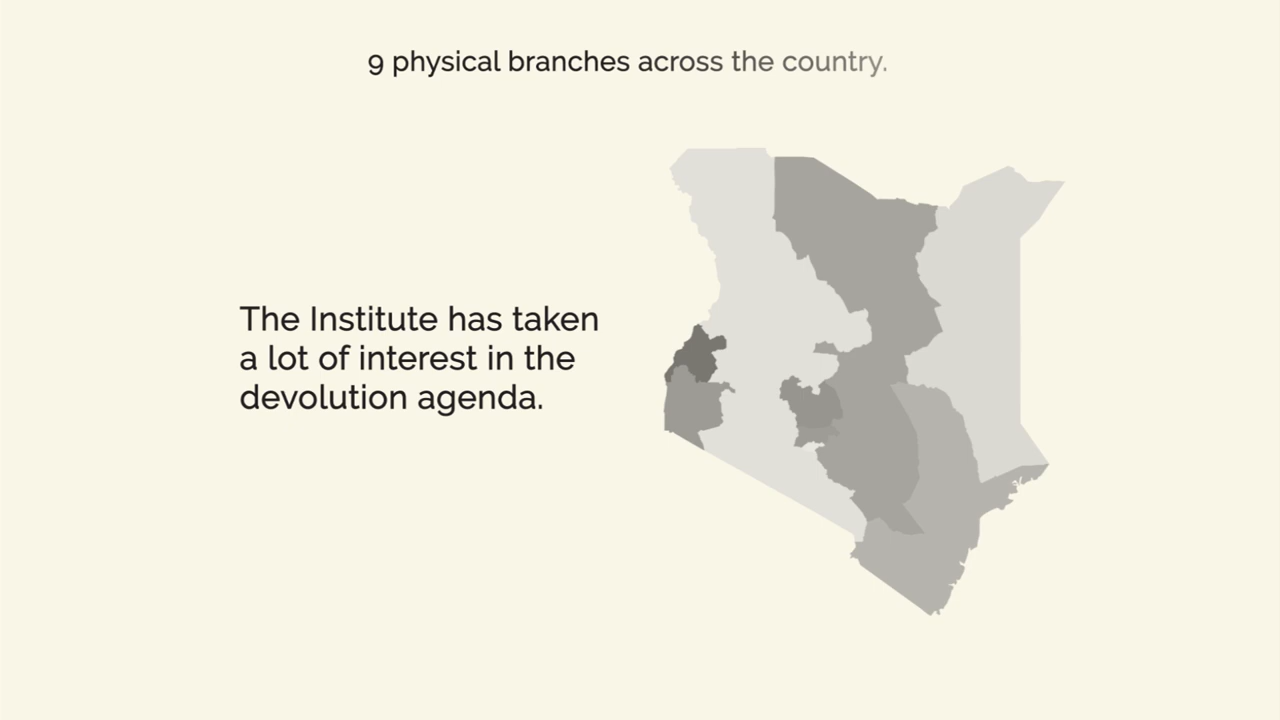 9 physical branches across the country.
The Institute has taken
a lot of interest in the
devolution agenda.